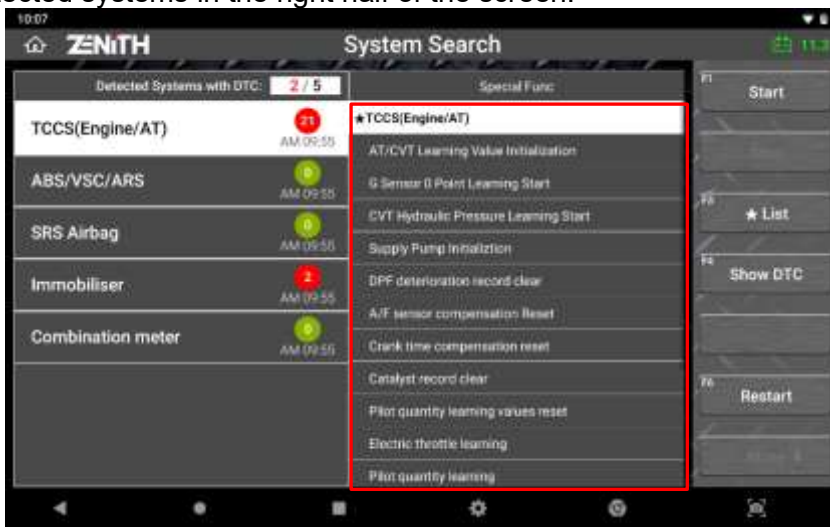 ected systems in the right half of the screen.
10:07
ZENITH
System Search
11.3
Detected Systems with DTC: 2 / 5
Special Func
TCCS(Engine/AT)
21
AM 09:55
ABS/VSC/ARS
0
AM 09:55
SRS Airbag
0
AM 09:55
Immobiliser
2
AM 09:55
Combination meter
0
AM 09:55
★TCCS(Engine/AT)
AT/CVT Learning Value Initialization
G Sensor 0 Point Learning Start
CVT Hydraulic Pressure Learning Start
Supply Pump Initializtion
DPF deterioration record clear
A/F sensor compensation Reset
Crank time compensation reset
Catalyst record clear
Pilot quantity learning values reset
Electric throttle learning
Pilot quantity learning
F1
Start
F3
★ List
F4
Show DTC
F6
Restart